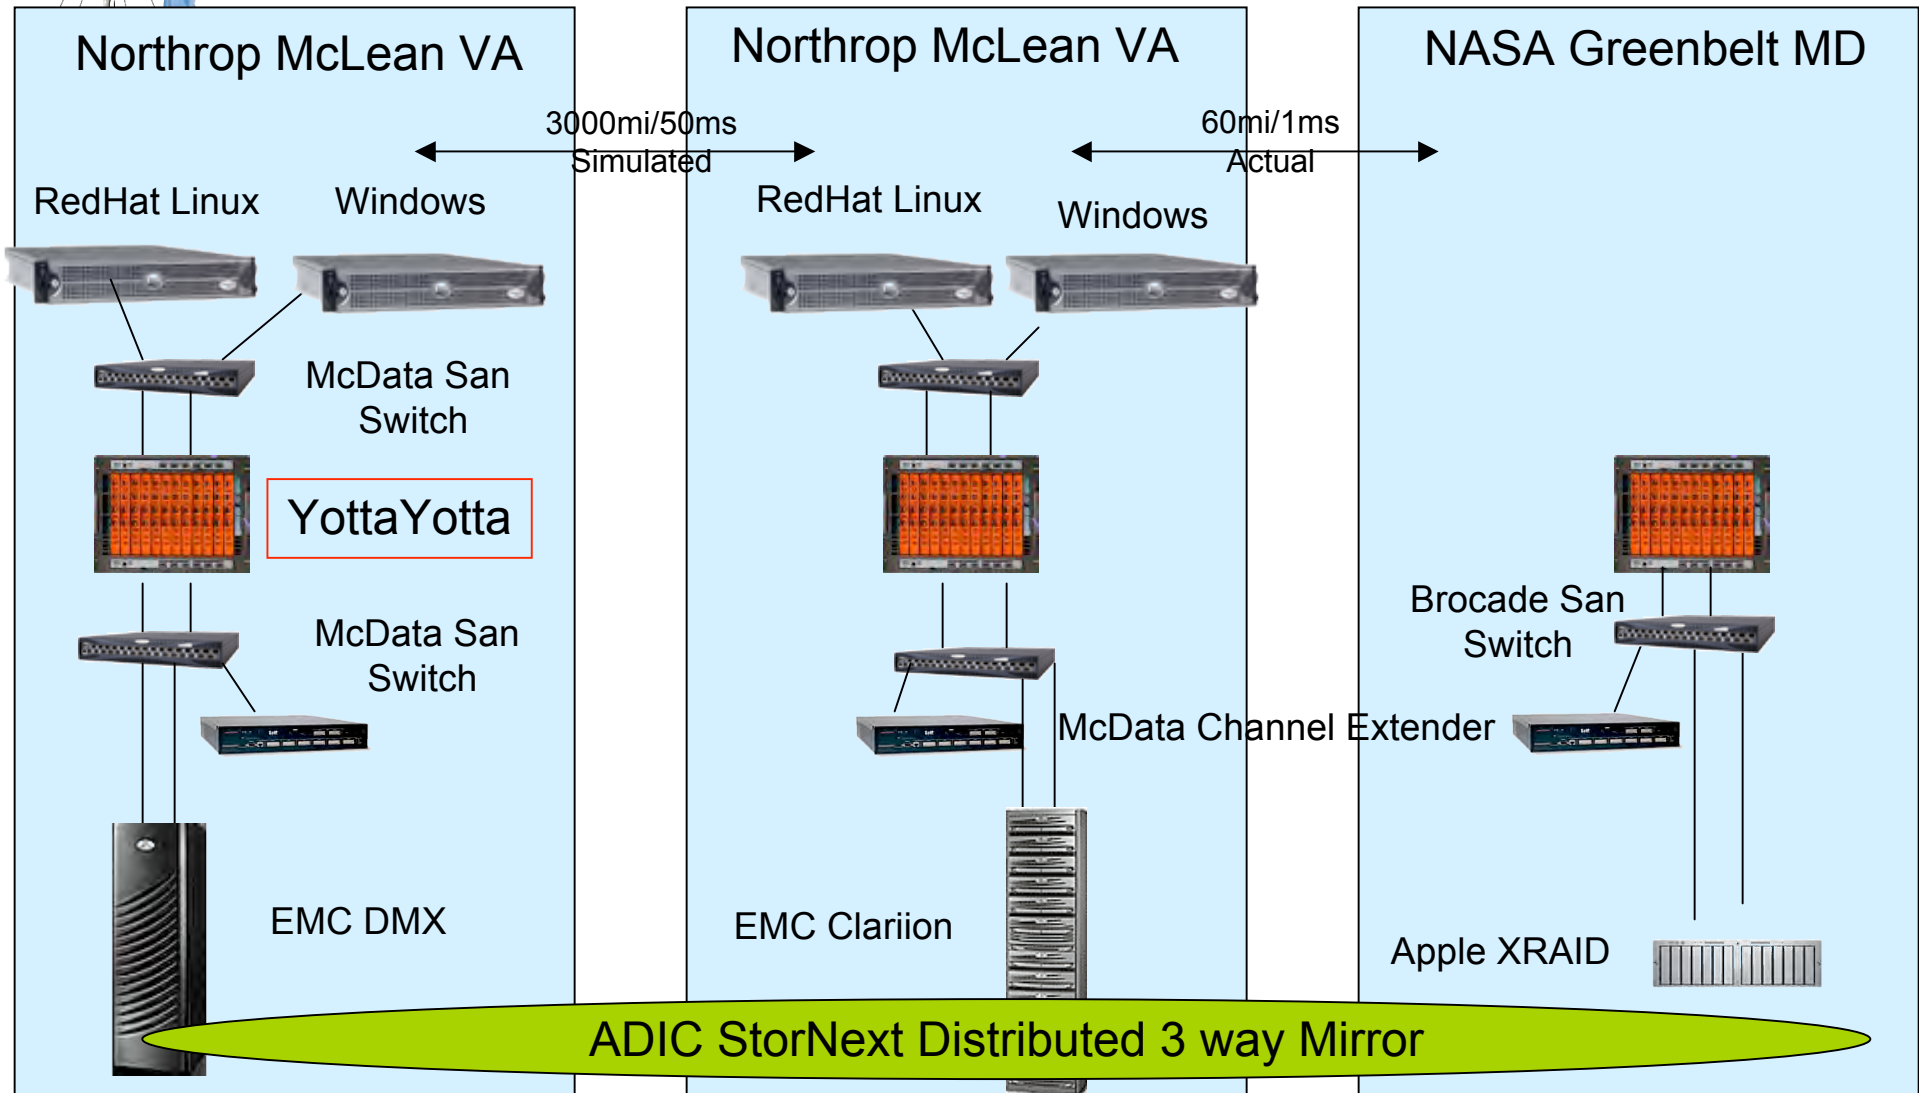 Northrop McLean VA
Northrop McLean VA
NASA Greenbelt MD
3000mi/50ms
Simulated
60mi/1ms
Actual
RedHat Linux
Windows
RedHat Linux
Windows
McData San
Switch
YottaYotta
Brocade San
Switch
McData San
Switch
McData Channel Extender
EMC DMX
EMC Clariion
Apple XRAID
ADIC StorNext Distributed 3 way Mirror